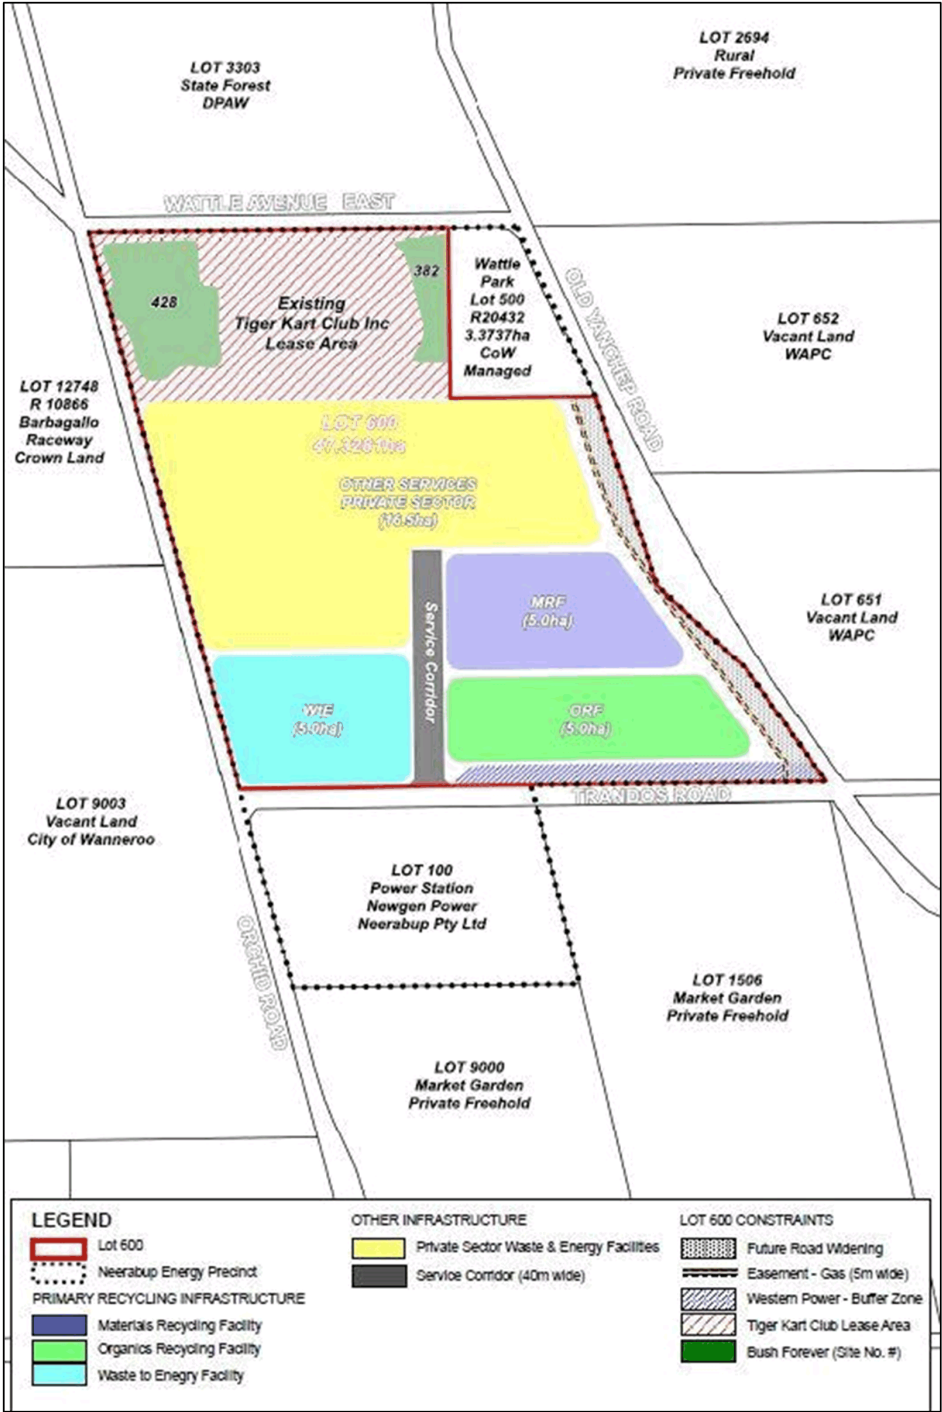 LOT 3303
State Forest
DPAW
LOT 2694
Rural
Private Freehold
WATTLE AVENUE EAST
428
Existing
Tiger Kart Club Inc
Lease Area
382
Wattle
Park
Lot 500
R20432
3.3737ha
CoW
Managed
OLD YANCHEP ROAD
LOT 652
Vacant Land
WAPC
LOT 12748
R 10866
Barbagallo
Raceway
Crown Land
LOT 600
OTHER SERVICES
PRIVATE SECTOR
(16.5ha)
Service Corridor
MRF
(5.0ha)
LOT 651
Vacant Land
WAPC
(5.0ha)
ORF
(5.0ha)
TRANDOS ROAD
LOT 9003
Vacant Land
City of Wanneroo
LOT 100
Power Station
Newgen Power
Neerabup Pty Ltd
ORCHID ROAD
LOT 1506
Market Garden
Private Freehold
LOT 9000
Market Garden
Private Freehold
LEGEND
Lot 600
Neerabup Energy Precinct
PRIMARY RECYCLING INFRASTRUCTURE
Materials Recycling Facility
Organics Recycling Facility
Waste to Enegry Facility
OTHER INFRASTRUCTURE
Private Sector Waste & Energy Facilities
Service Corridor (40m wide)
LOT 600 CONSTRAINTS
Future Road Widening
Easement - Gas (5m wide)
Western Power - Buffer Zone
Tiger Kart Club Lease Area
Bush Forever (Site No. #)